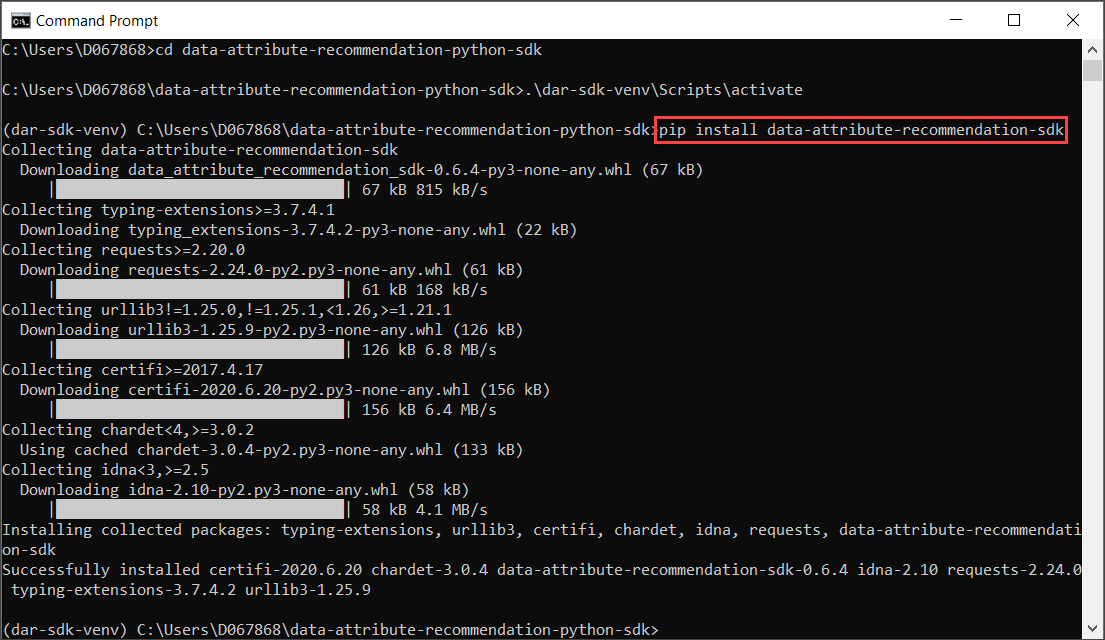 Command Prompt
C:\Users\D067868>cd data-attribute-recommendation-python-sdk
C:\Users\D067868\data-attribute-recommendation-python-sdk>.\dar-sdk-venv\Scripts\activate
(dar-sdk-venv) C:\Users\D067868\data-attribute-recommendation-python-sdk>pip install data-attribute-recommendation-sdk
Collecting data-attribute-recommendation-sdk
Downloading data_attribute_recommendation_sdk-0.6.4-py3-none-any.whl (67 kB)
| | 67 kB 815 kB/s
Collecting typing-extensions>=3.7.4.1
Downloading typing_extensions-3.7.4.2-py3-none-any.whl (22 kB)
Collecting requests>=2.20.0
Downloading requests-2.24.0-py2.py3-none-any.whl (61 kB)
| | 61 kB 168 kB/s
Collecting urllib3!=1.25.0,!=1.25.1,<1.26,>=1.21.1
Downloading urllib3-1.25.9-py2.py3-none-any.whl (126 kB)
| | 126 kB 6.8 MB/s
Collecting certifi>=2017.4.17
Downloading certifi-2020.6.20-py2.py3-none-any.whl (156 kB)
| | 156 kB 6.4 MB/s
Collecting chardet<4,>=3.0.2
Using cached chardet-3.0.4-py2.py3-none-any.whl (133 kB)
Collecting idna<3,>=2.5
Downloading idna-2.10-py2.py3-none-any.whl (58 kB)
| | 58 kB 4.1 MB/s
Installing collected packages: typing-extensions, urllib3, certifi, chardet, idna, requests, data-attribute-recommendati
on-sdk
Successfully installed certifi-2020.6.20 chardet-3.0.4 data-attribute-recommendation-sdk-0.6.4 idna-2.10 requests-2.24.0
typing-extensions-3.7.4.2 urllib3-1.25.9
(dar-sdk-venv) C:\Users\D067868\data-attribute-recommendation-python-sdk>